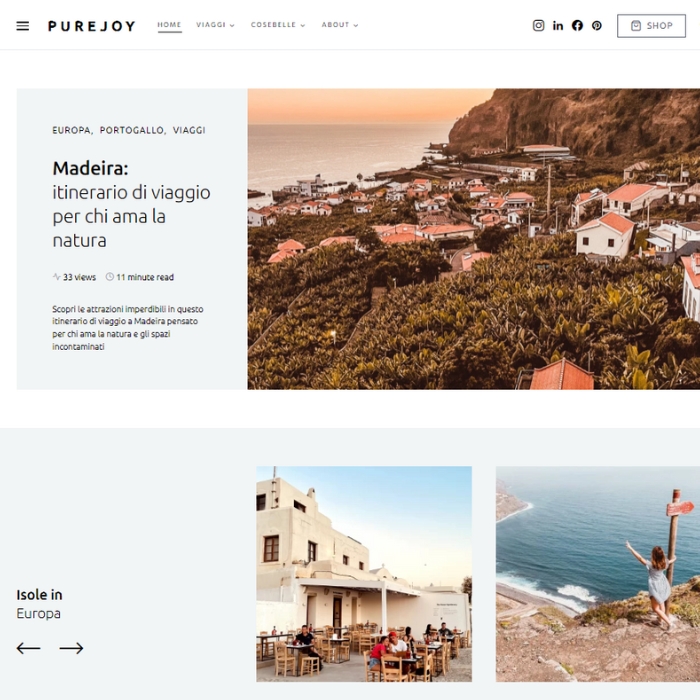 PUREJOY
HOME VIAGGI COSEBELLE ABOUT
SHOP
EUROPA, PORTOGALLO, VIAGGI
Madeira:
itinerario di viaggio
per chi ama la
natura
33 views 11 minute read
Scopri le attrazioni imperdibili in questo
itinerario di viaggio a Madeira pensato
per chi ama la natura e gli spazi
incontaminati
Isole in
Europa